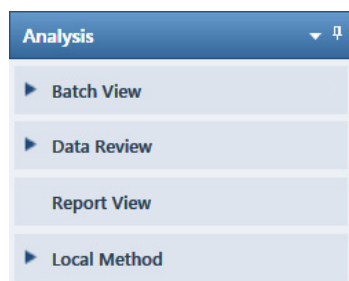 Analysis
Batch View
Data Review
Report View
Local Method